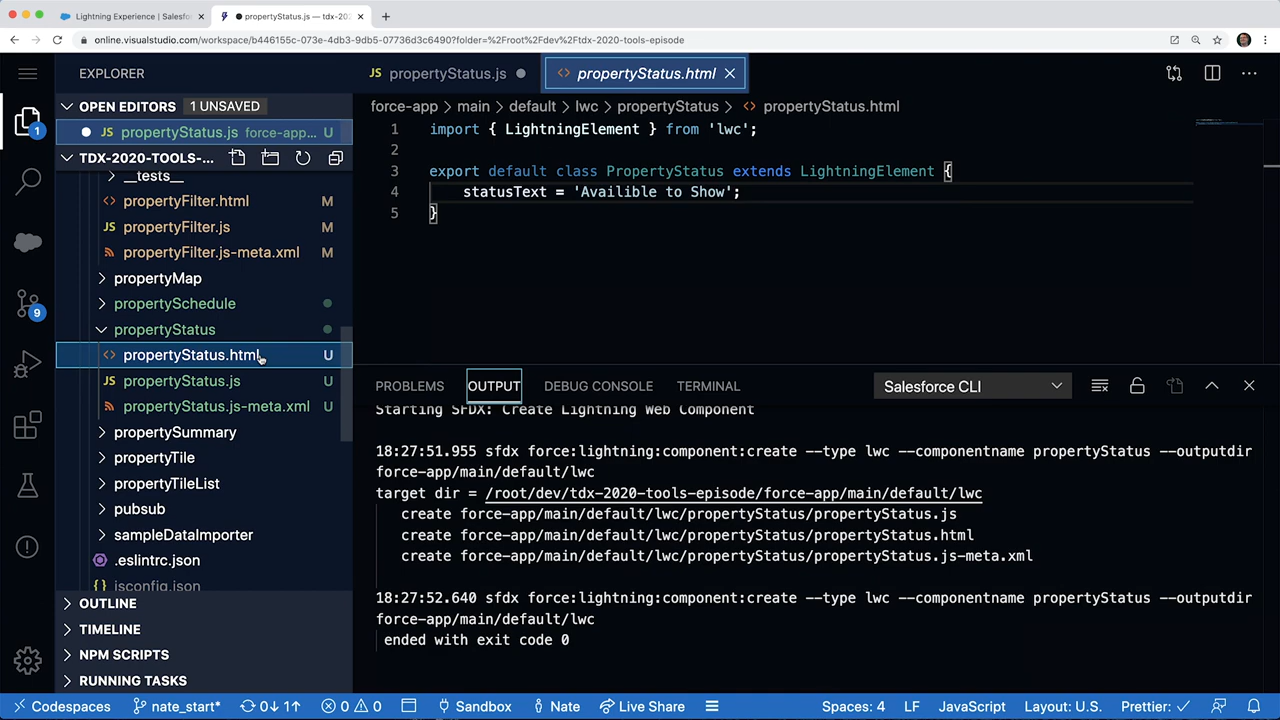 Lightning Experience | Salesfo
propertyStatus.js — tdx-202
online.visualstudio.com/workspace/b446155c-073e-4db3-9db5-07736d3c6490?folder=%2Froot%2Fdev%2Ftdx-2020-tools-episode
EXPLORER
JS propertyStatus.js
<> propertyStatus.html
OPEN EDITORS 1 UNSAVED
JS propertyStatus.js force-app... U
force-app > main > default > lwc > propertyStatus > <> propertyStatus.html
TDX-2020-TOOLS-...
__tests__
<> propertyFilter.html M
JS propertyFilter.js M
propertyFilter.js-meta.xml M
propertyMap
propertySchedule
propertyStatus
<> propertyStatus.html U
JS propertyStatus.js U
propertyStatus.js-meta.xml U
propertySummary
propertyTile
propertyTileList
pubsub
sampleDataImporter
.eslintrc.json
{} jsconfig.json
OUTLINE
TIMELINE
NPM SCRIPTS
RUNNING TASKS
1
9
1 import { LightningElement } from 'lwc';
2
3 export default class PropertyStatus extends LightningElement {
4 statusText = 'Availible to Show';
5 }
PROBLEMS OUTPUT DEBUG CONSOLE TERMINAL Salesforce CLI
Starting SFDX: Create Lightning Web Component
18:27:51.955 sfdx force:lightning:component:create --type lwc --componentname propertyStatus --outputdir
force-app/main/default/lwc
target dir = /root/dev/tdx-2020-tools-episode/force-app/main/default/lwc
create force-app/main/default/lwc/propertyStatus/propertyStatus.js
create force-app/main/default/lwc/propertyStatus/propertyStatus.html
create force-app/main/default/lwc/propertyStatus/propertyStatus.js-meta.xml
18:27:52.640 sfdx force:lightning:component:create --type lwc --componentname propertyStatus --outputdir
force-app/main/default/lwc
ended with exit code 0
Codespaces nate_start* 0↓ 1↑ 0 0 Sandbox Nate Live Share Spaces: 4 LF JavaScript Layout: U.S. Prettier: ✓